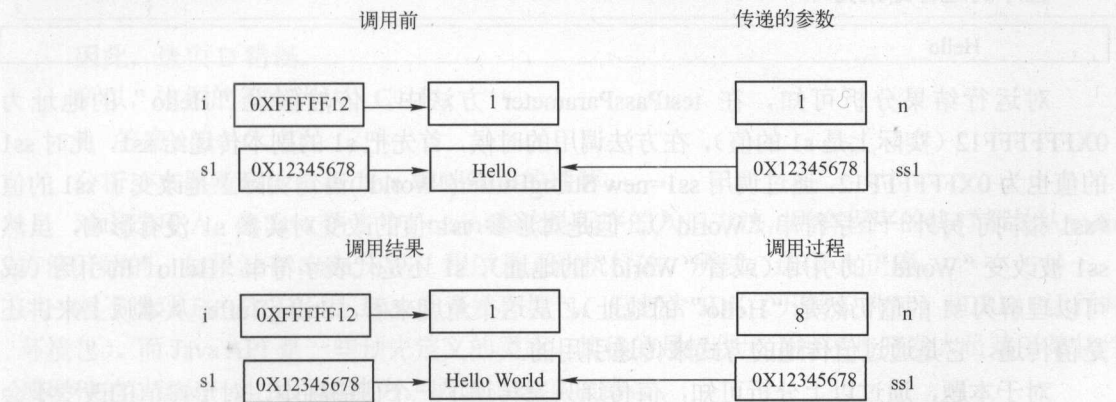 调用前 传递的参数
i 0XFFFFF12 1 1 n
s1 0X12345678 Hello 0X12345678 ss1
调用结果 调用过程
i 0XFFFFF12 1 8 n
s1 0X12345678 Hello World 0X12345678 ss1